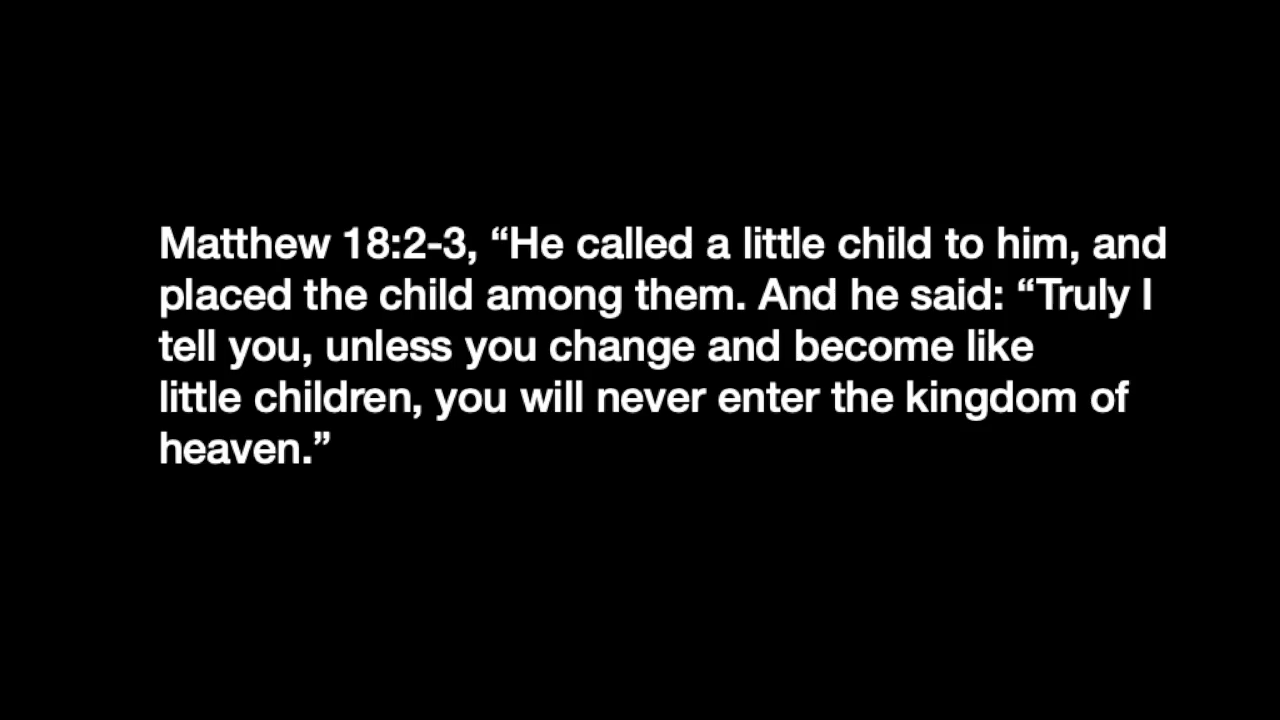 Matthew 18:2-3, “He called a little child to him, and
placed the child among them. And he said: “Truly I
tell you, unless you change and become like
little children, you will never enter the kingdom of
heaven.”